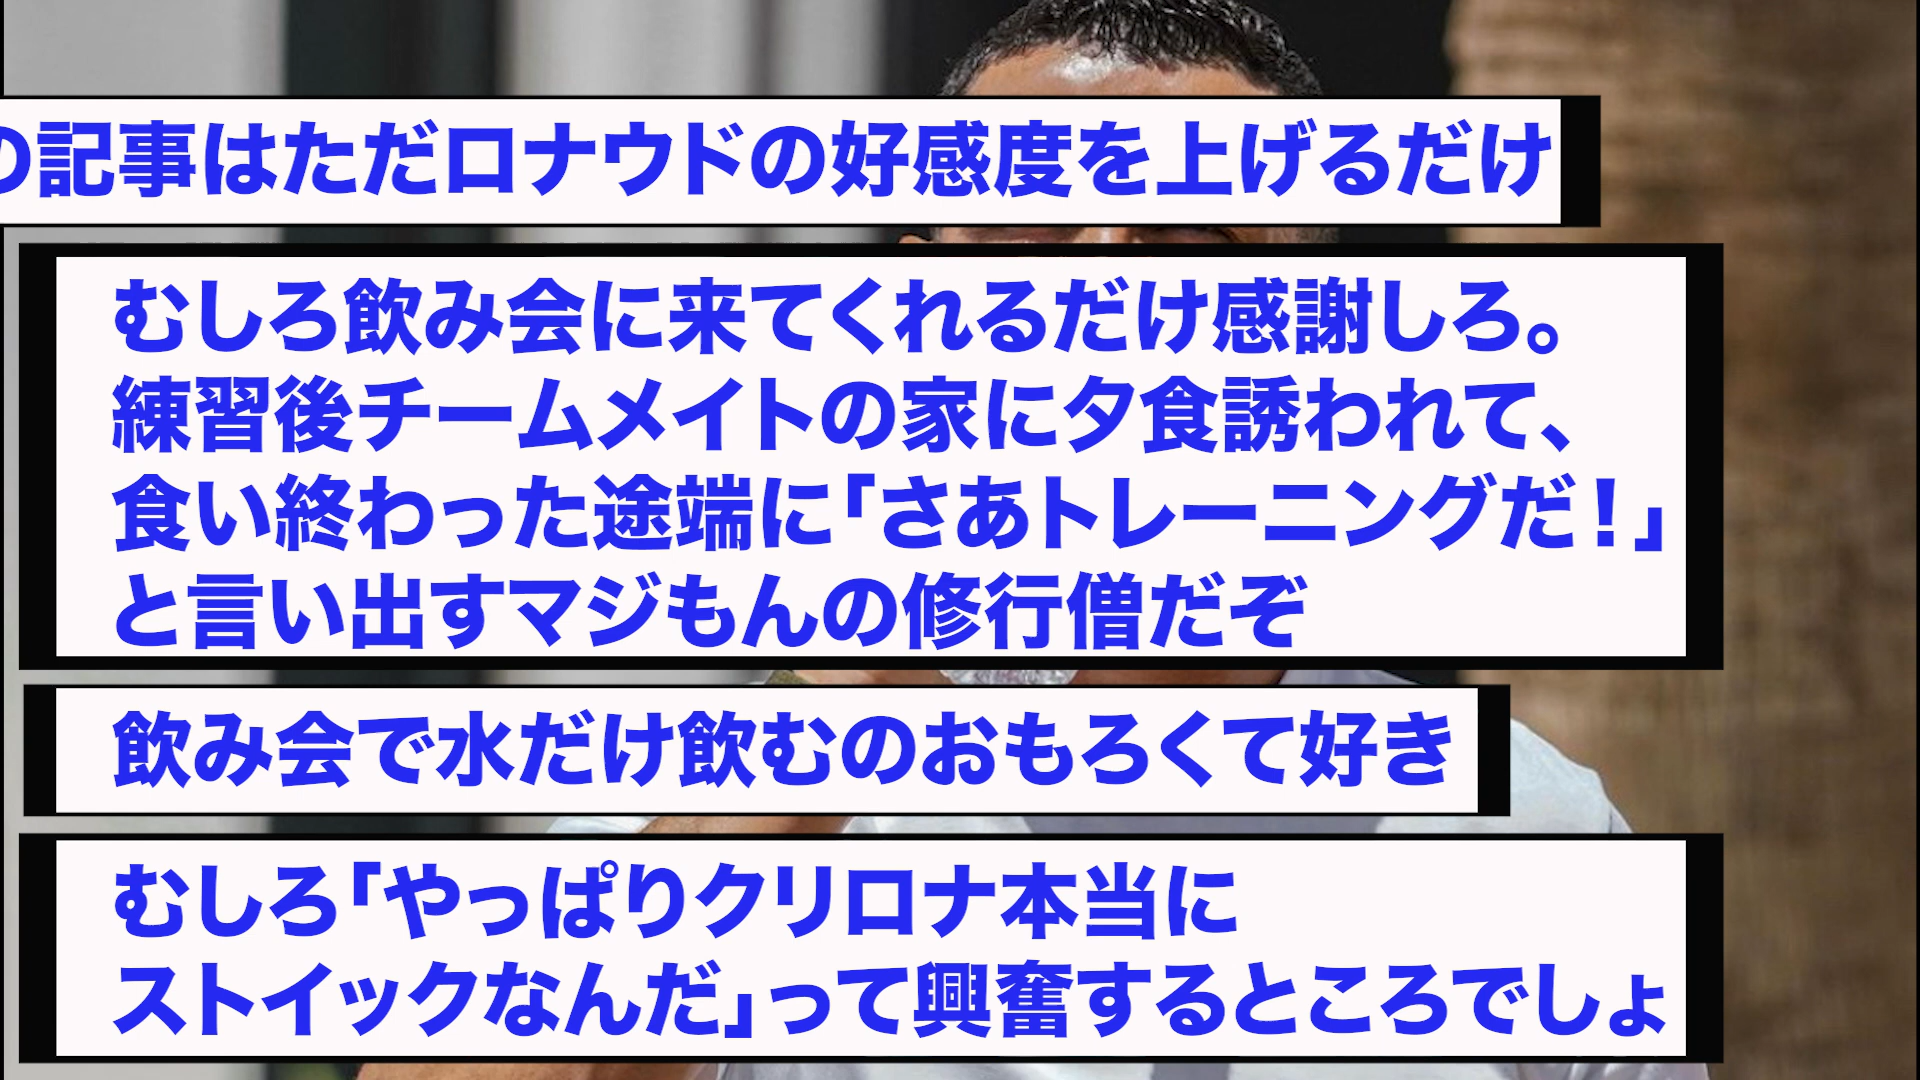 の記事はただロナウドの好感度を上げるだけ
むしろ飲み会に来てくれるだけ感謝しろ。
練習後チームメイトの家に夕食誘われて、
食い終わった途端に「さあトレーニングだ！」
と言い出すマジもんの修行僧だぞ
飲み会で水だけ飲むのおもろくて好き
むしろ「やっぱりクリロナ本当に
ストイックなんだ」って興奮するところでしょ